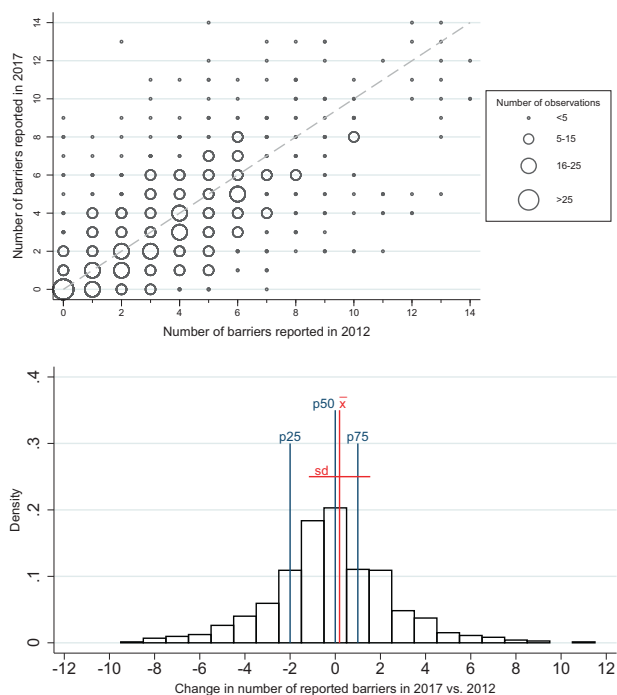 Number of barriers reported in 2017
14
12
10
8
6
4
2
0
0 2 4 6 8 10 12 14
Number of barriers reported in 2012
Number of observations
<5
5-15
16-25
>25
Density
.4
.3
.2
.1
0
p50 x̅
p25 p75
sd
-12 -10 -8 -6 -4 -2 0 2 4 6 8 10 12
Change in number of reported barriers in 2017 vs. 2012